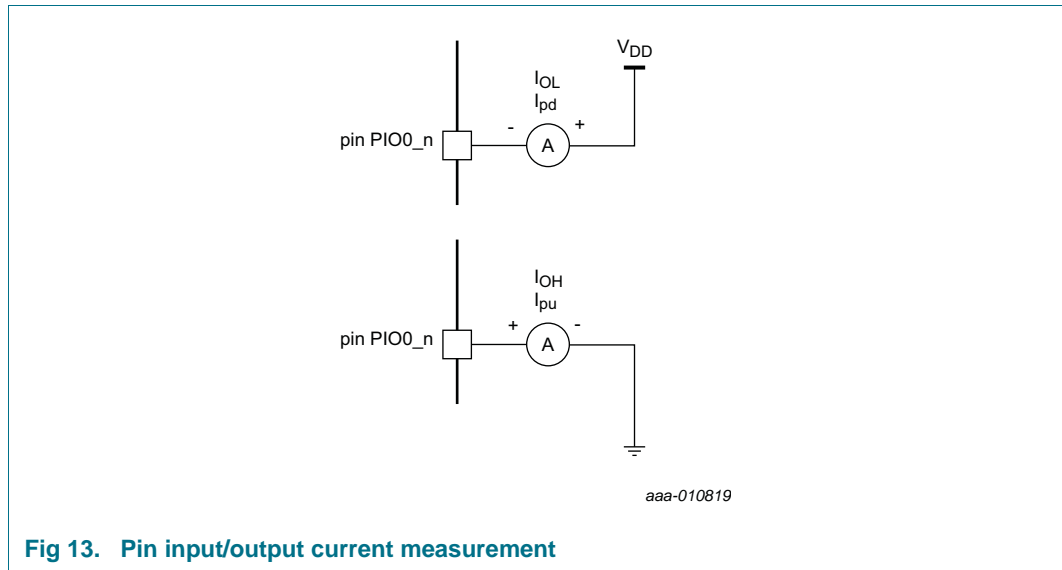 V_DD
I_OL
I_pd
pin PIO0_n
- +
A
I_OH
I_pu
pin PIO0_n
+ -
A
aaa-010819
Fig 13. Pin input/output current measurement